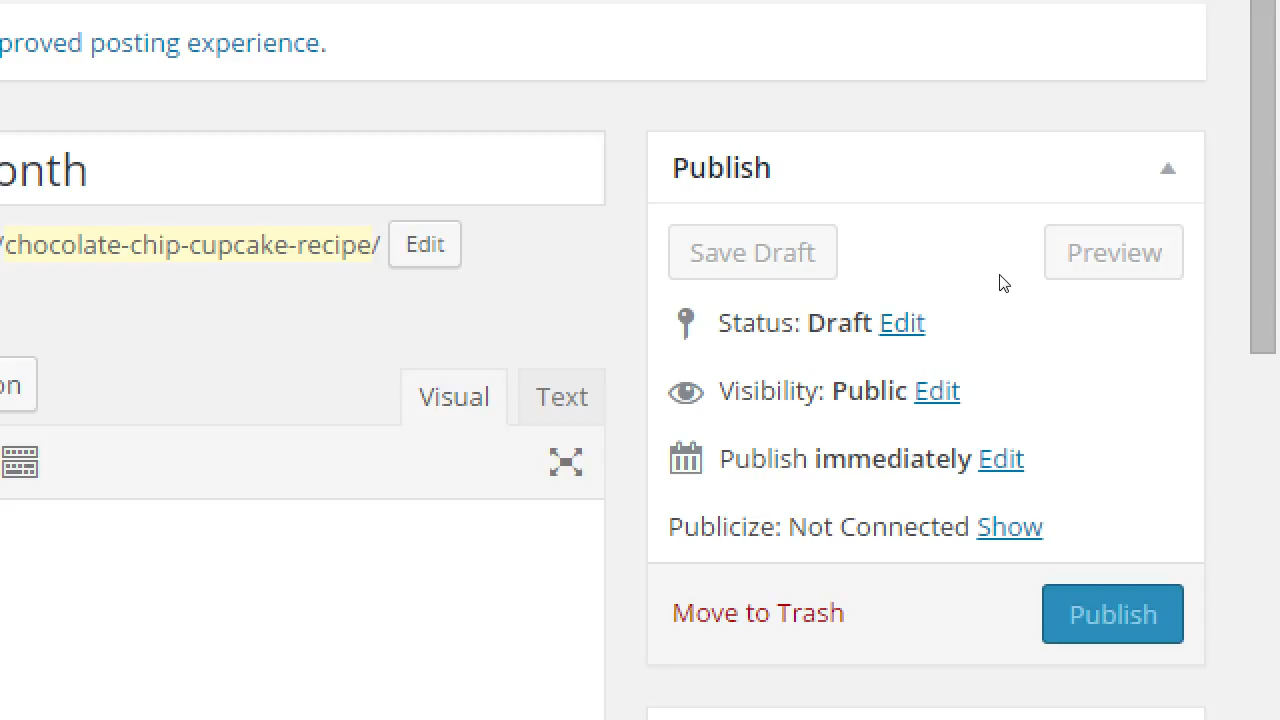 proved posting experience.
onth
Publish
/chocolate-chip-cupcake-recipe/ Edit
Save Draft Preview
Status: Draft Edit
on
Visual Text
Visibility: Public Edit
Publish immediately Edit
Publicize: Not Connected Show
Move to Trash Publish